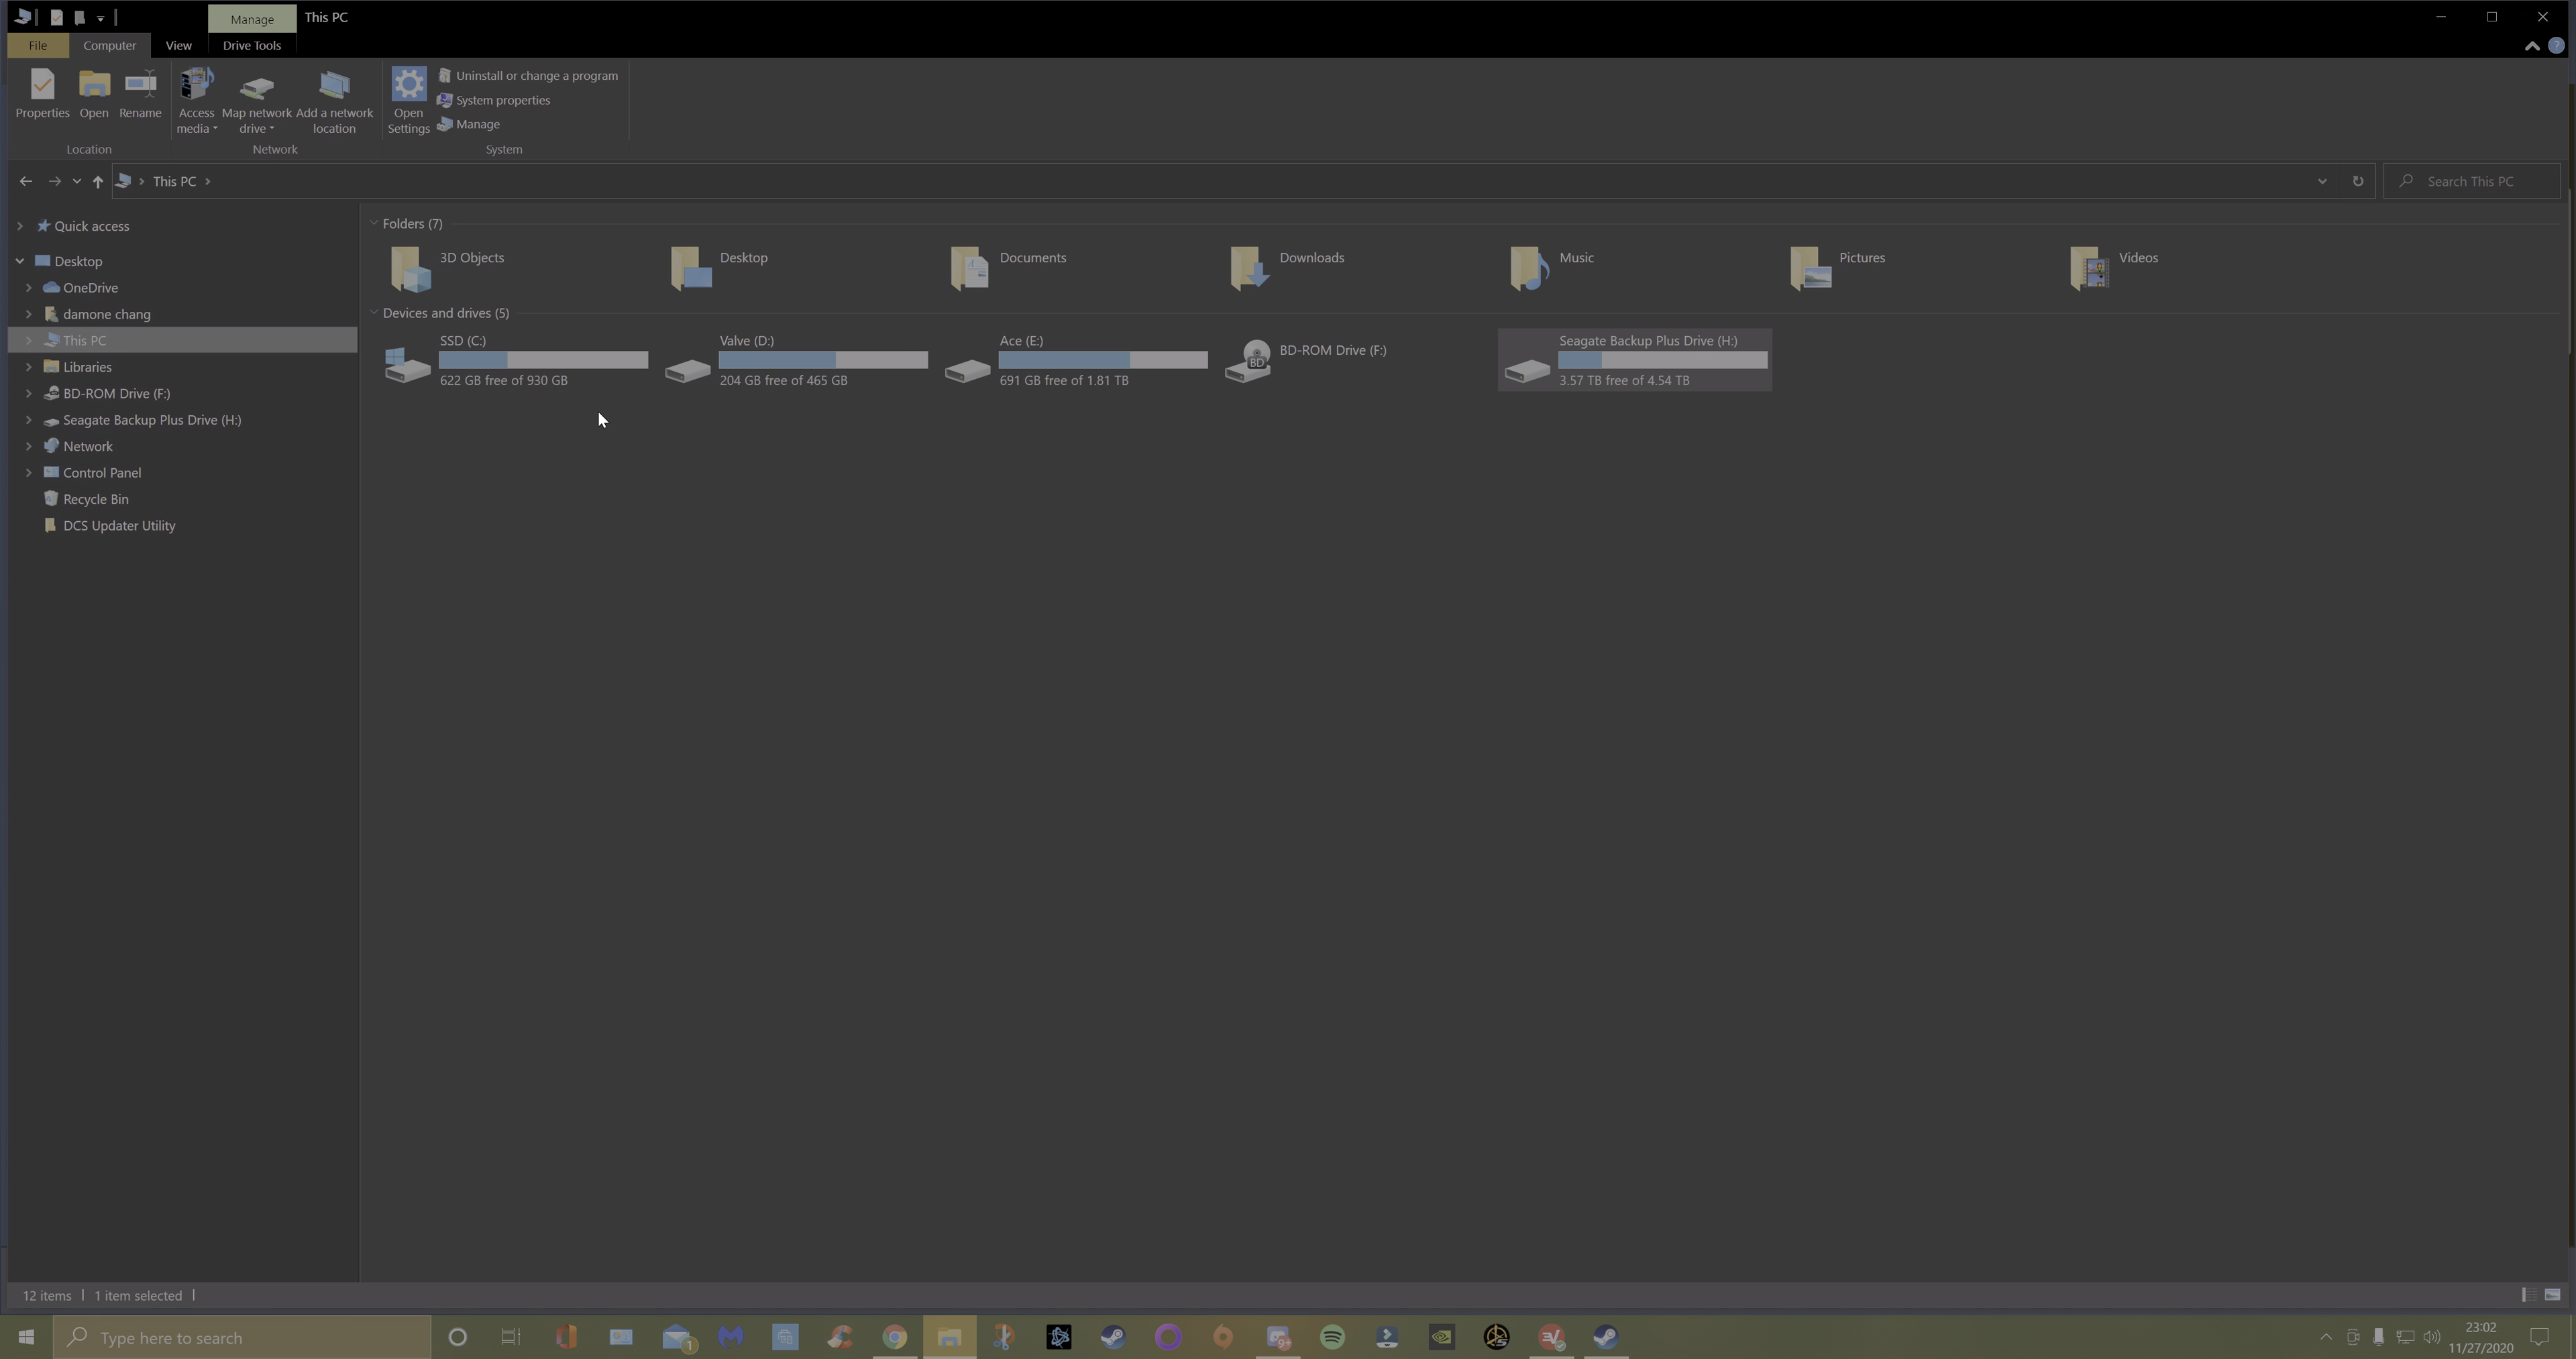 Manage
This PC
File
Computer
View
Drive Tools
Properties
Open
Rename
Access media
Map network drive
Add a network location
Open Settings
Uninstall or change a program
System properties
Manage
Location
Network
System
This PC
Search This PC
Quick access
Desktop
OneDrive
damone chang
This PC
Libraries
BD-ROM Drive (F:)
Seagate Backup Plus Drive (H:)
Network
Control Panel
Recycle Bin
DCS Updater Utility
Folders (7)
3D Objects
Desktop
Documents
Downloads
Music
Pictures
Videos
Devices and drives (5)
SSD (C:)
622 GB free of 930 GB
Valve (D:)
204 GB free of 465 GB
Ace (E:)
691 GB free of 1.81 TB
BD
BD-ROM Drive (F:)
Seagate Backup Plus Drive (H:)
3.57 TB free of 4.54 TB
12 items
1 item selected
Type here to search
1
9+
23:02
11/27/2020